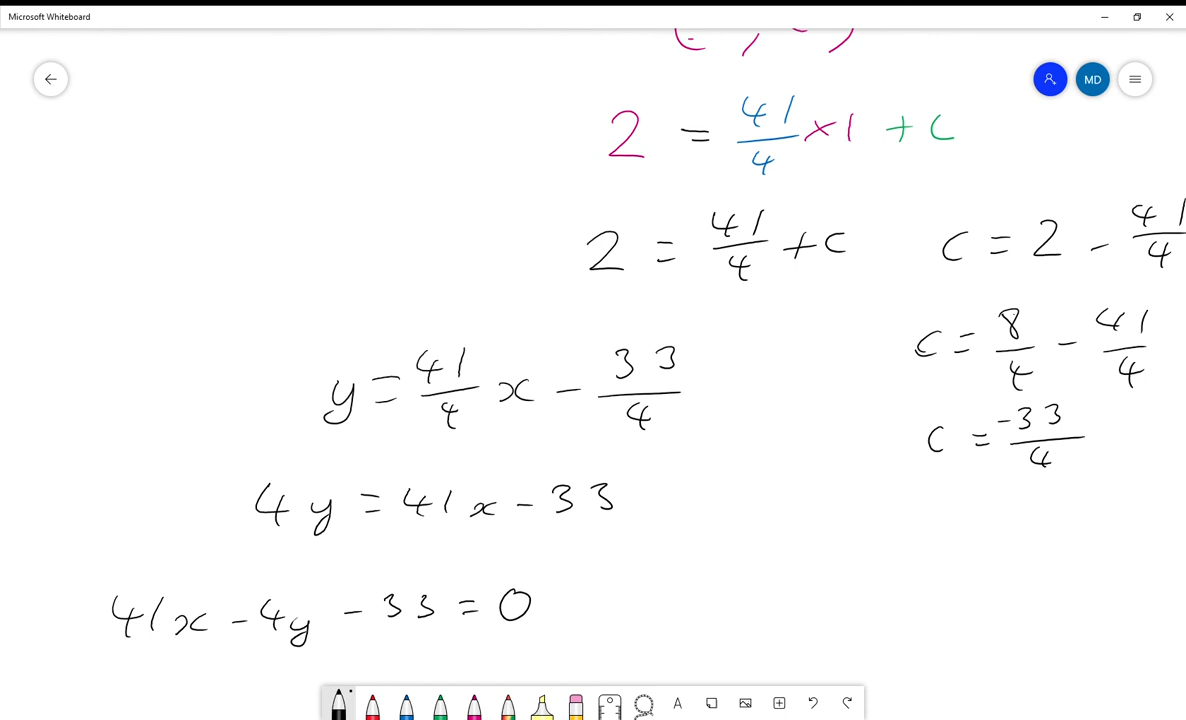 Microsoft Whiteboard
MD
2 = 41/4 × 1 + c
2 = 41/4 + c
c = 2 - 41/4
c = 8/4 - 41/4
y = 41/4 x - 33/4
c = -33/4
4y = 41x - 33
41x - 4y - 33 = 0
A